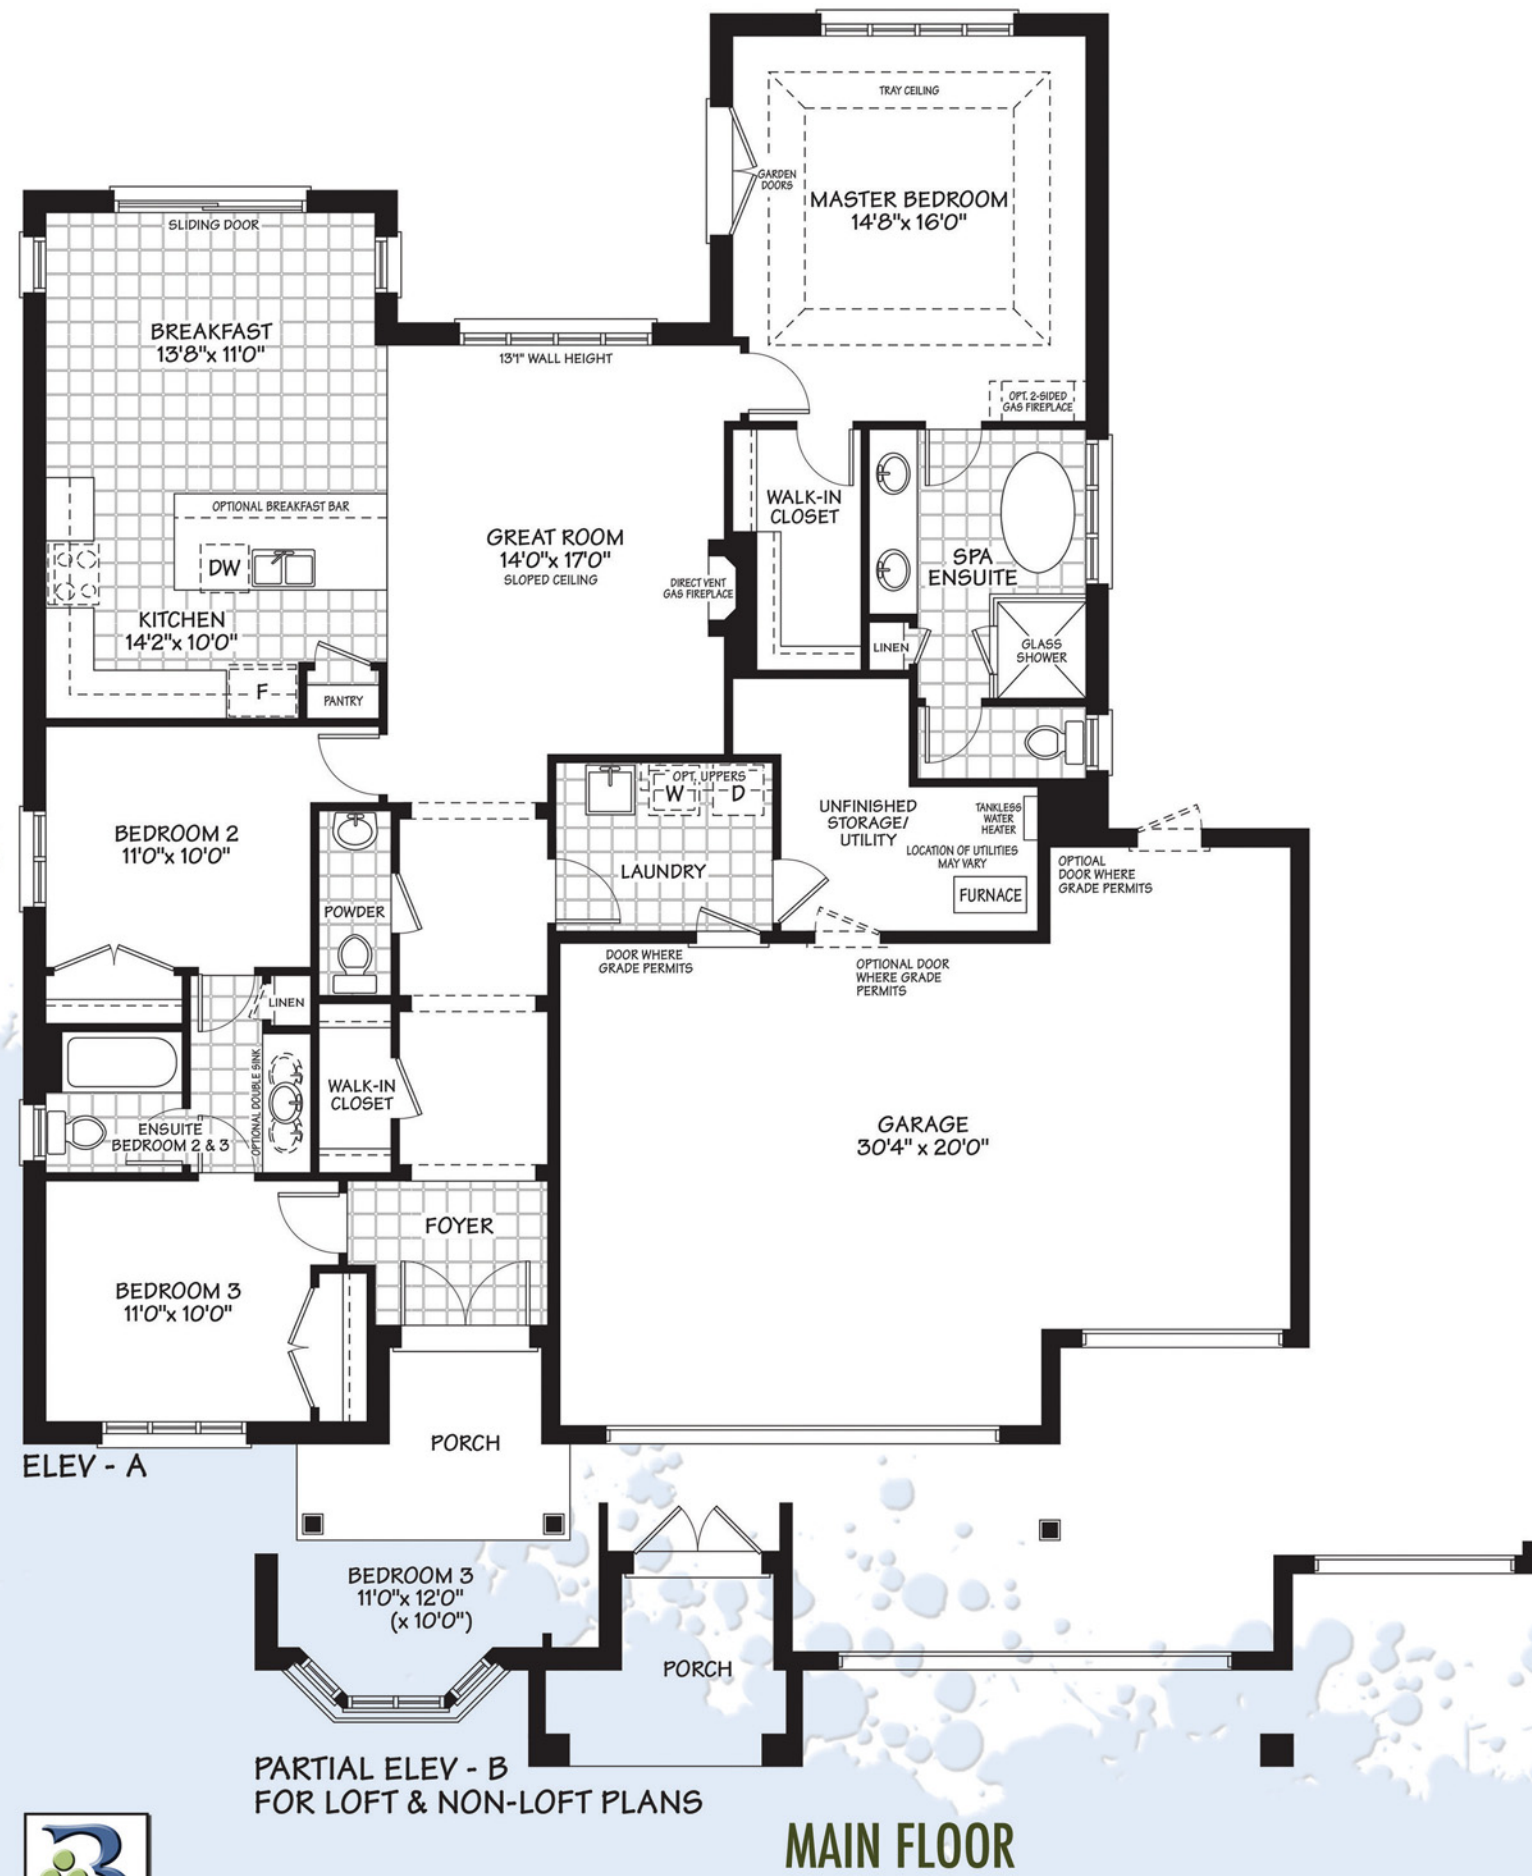 TRAY CEILING
GARDEN
DOORS
MASTER BEDROOM
14'8"x 16'0"
SLIDING DOOR
BREAKFAST
13'8"x 11'0"
13'1" WALL HEIGHT
OPT. 2-SIDED
GAS FIREPLACE
OPTIONAL BREAKFAST BAR
DW
KITCHEN
14'2"x 10'0"
F
PANTRY
GREAT ROOM
14'0"x 17'0"
SLOPED CEILING
DIRECT VENT
GAS FIREPLACE
WALK-IN
CLOSET
SPA
ENSUITE
LINEN
GLASS
SHOWER
BEDROOM 2
11'0"x 10'0"
POWDER
OPT. UPPERS
W
D
LAUNDRY
UNFINISHED
STORAGE/
UTILITY
TANKLESS
WATER
HEATER
LOCATION OF UTILITIES
MAY VARY
FURNACE
OPTIOAL
DOOR WHERE
GRADE PERMITS
DOOR WHERE
GRADE PERMITS
OPTIONAL DOOR
WHERE GRADE
PERMITS
LINEN
OPTIONAL DOUBLE SINK
ENSUITE
BEDROOM 2 & 3
WALK-IN
CLOSET
GARAGE
30'4" x 20'0"
FOYER
BEDROOM 3
11'0"x 10'0"
PORCH
ELEV - A
BEDROOM 3
11'0"x 12'0"
(x 10'0")
PORCH
PARTIAL ELEV - B
FOR LOFT & NON-LOFT PLANS
MAIN FLOOR